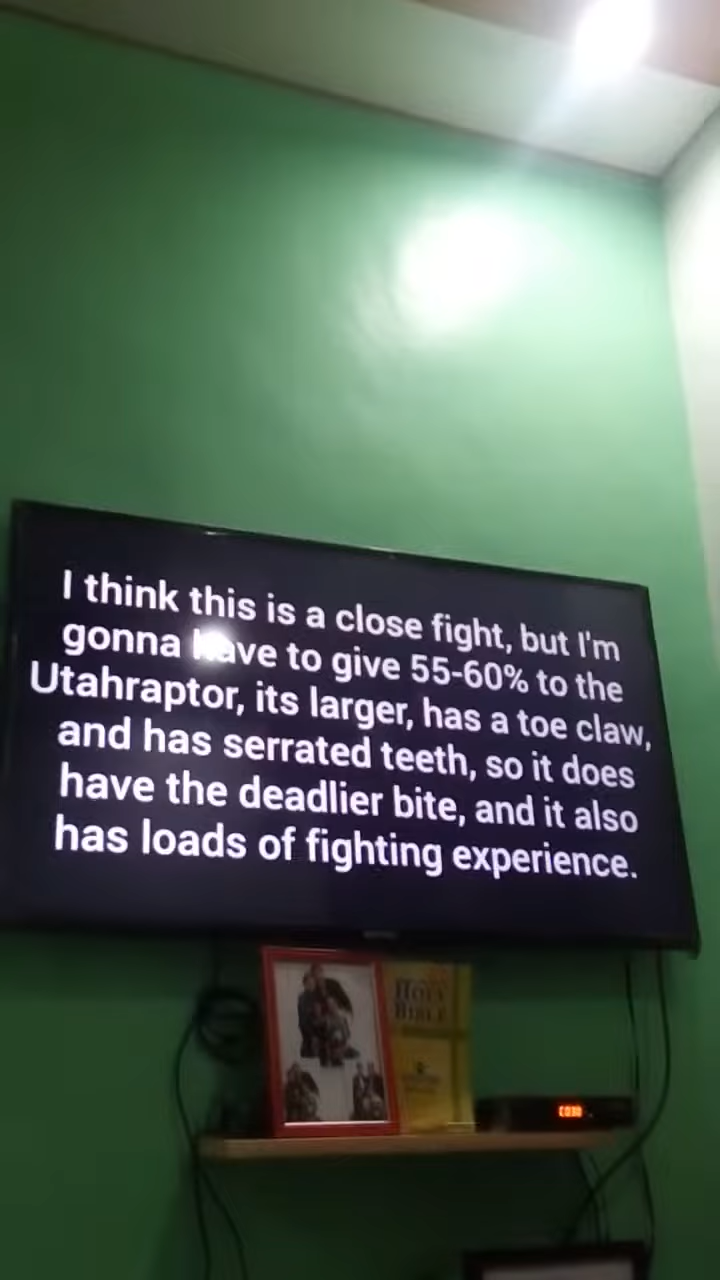 I think this is a close fight, but I'm
gonna have to give 55-60% to the
Utahraptor, its larger, has a toe claw,
and has serrated teeth, so it does
have the deadlier bite, and it also
has loads of fighting experience.
HOLY
BIBLE